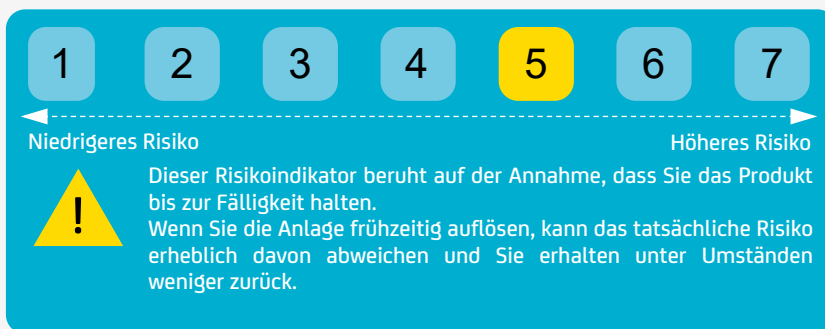 1 2 3 4 5 6 7
Niedrigeres Risiko Höheres Risiko
Dieser Risikoindikator beruht auf der Annahme, dass Sie das Produkt
bis zur Fälligkeit halten.
Wenn Sie die Anlage frühzeitig auflösen, kann das tatsächliche Risiko
erheblich davon abweichen und Sie erhalten unter Umständen
weniger zurück.
!